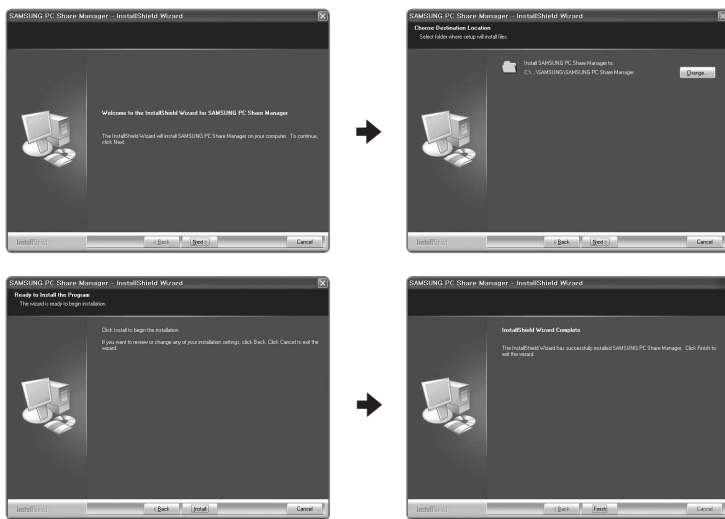 SAMSUNG PC Share Manager - InstallShield Wizard
Welcome to the InstallShield Wizard for SAMSUNG PC Share Manager
The InstallShield Wizard will install SAMSUNG PC Share Manager on your computer. To continue,
click Next.
InstallShield
< Back
Next >
Cancel
SAMSUNG PC Share Manager - InstallShield Wizard
Choose Destination Location
Select folder where setup will install files.
Install SAMSUNG PC Share Manager to:
C:\...\SAMSUNG\SAMSUNG PC Share Manager
Change...
InstallShield
< Back
Next >
Cancel
SAMSUNG PC Share Manager - InstallShield Wizard
Ready to Install the Program
The wizard is ready to begin installation.
Click Install to begin the installation.
If you want to review or change any of your installation settings, click Back. Click Cancel to exit the
wizard.
InstallShield
< Back
Install
Cancel
SAMSUNG PC Share Manager - InstallShield Wizard
InstallShield Wizard Complete
The InstallShield Wizard has successfully installed SAMSUNG PC Share Manager. Click Finish to
exit the wizard.
InstallShield
< Back
Finish
Cancel